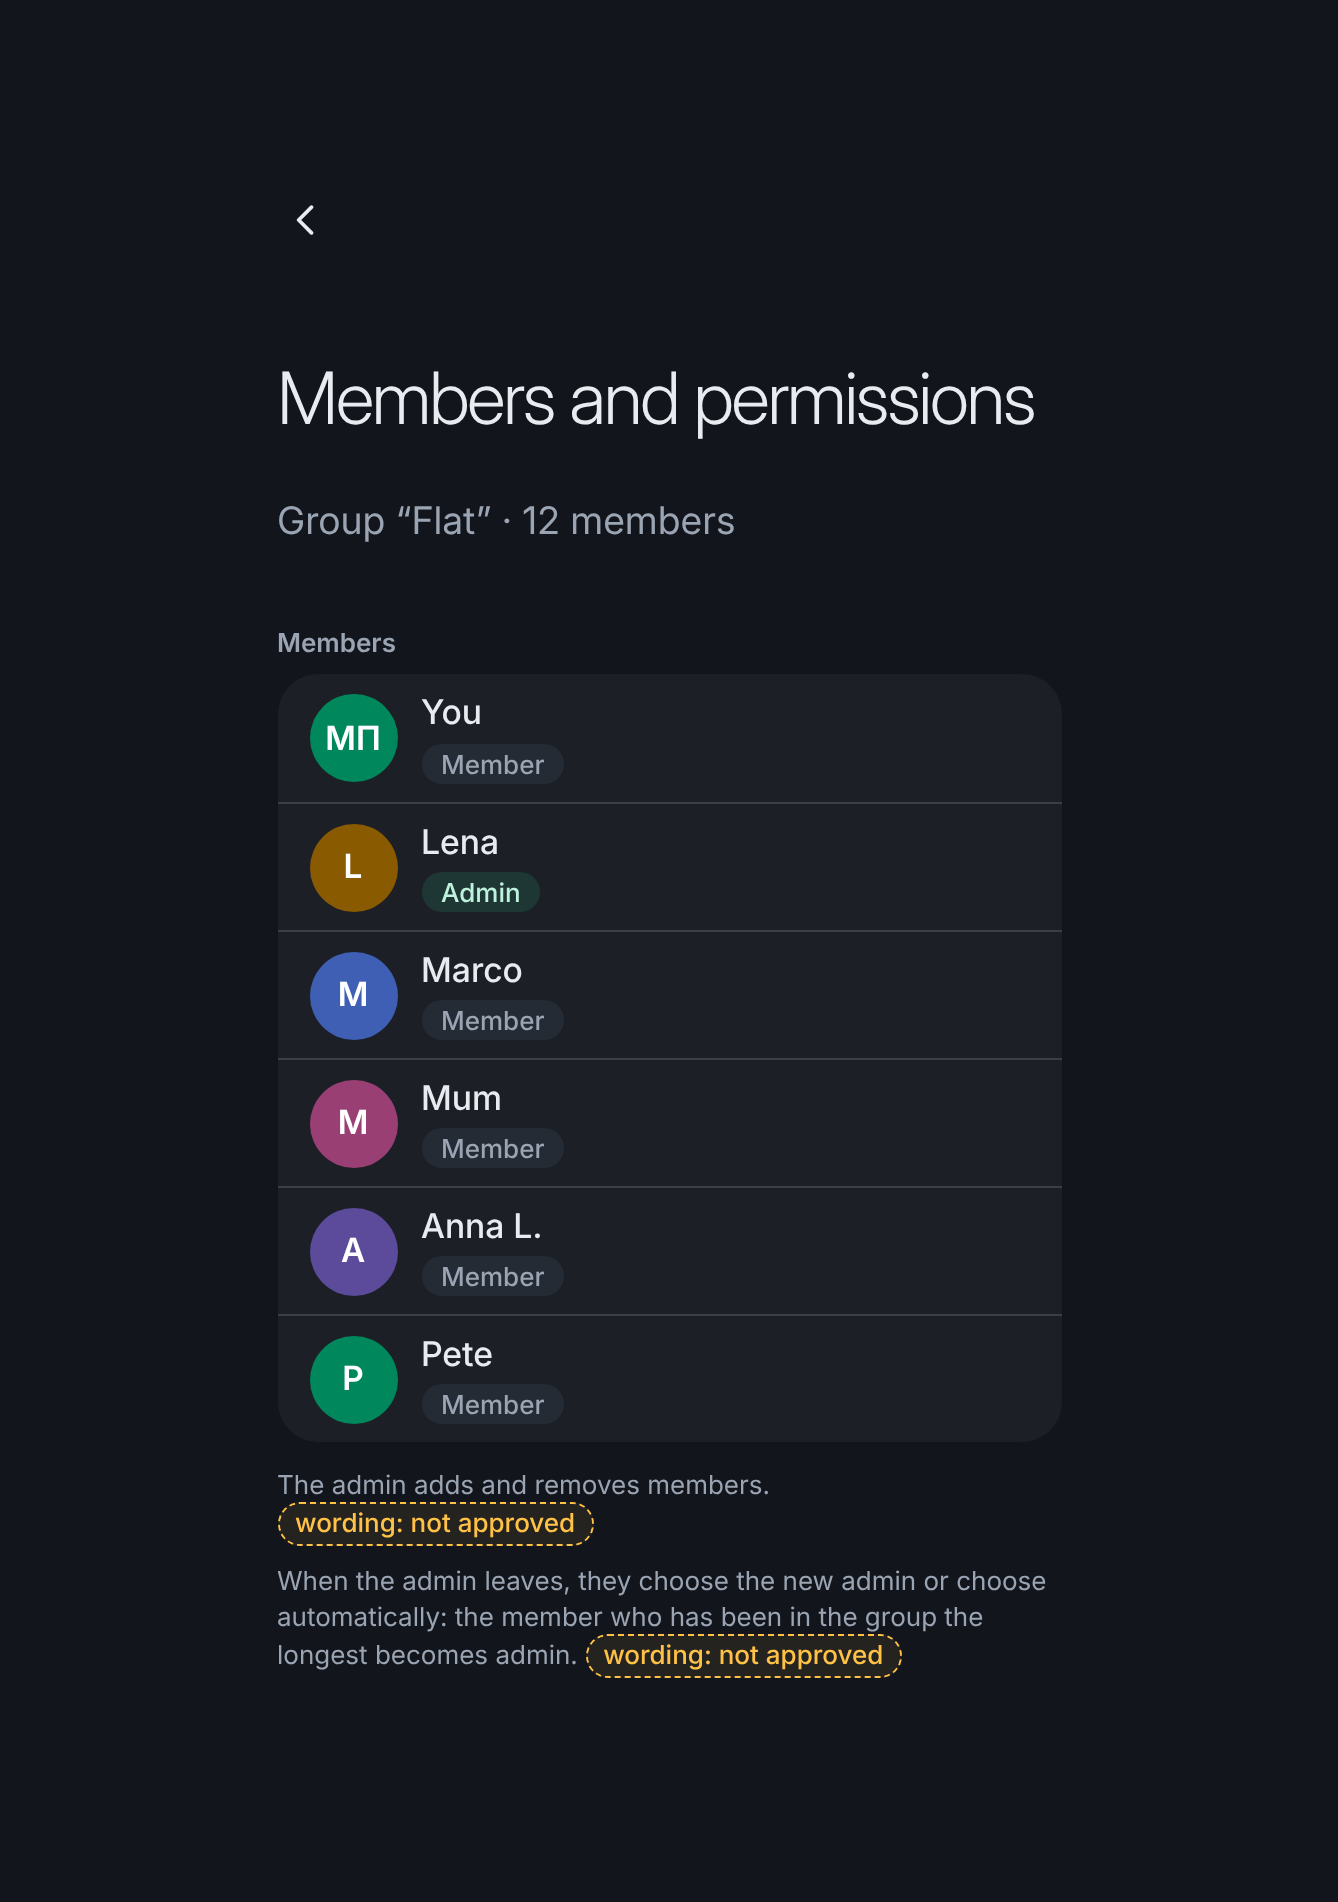 Members and permissions
Group “Flat” · 12 members
Members
МП
You
Member
L
Lena
Admin
M
Marco
Member
M
Mum
Member
A
Anna L.
Member
P
Pete
Member
The admin adds and removes members.
wording: not approved
When the admin leaves, they choose the new admin or choose
automatically: the member who has been in the group the
longest becomes admin. wording: not approved